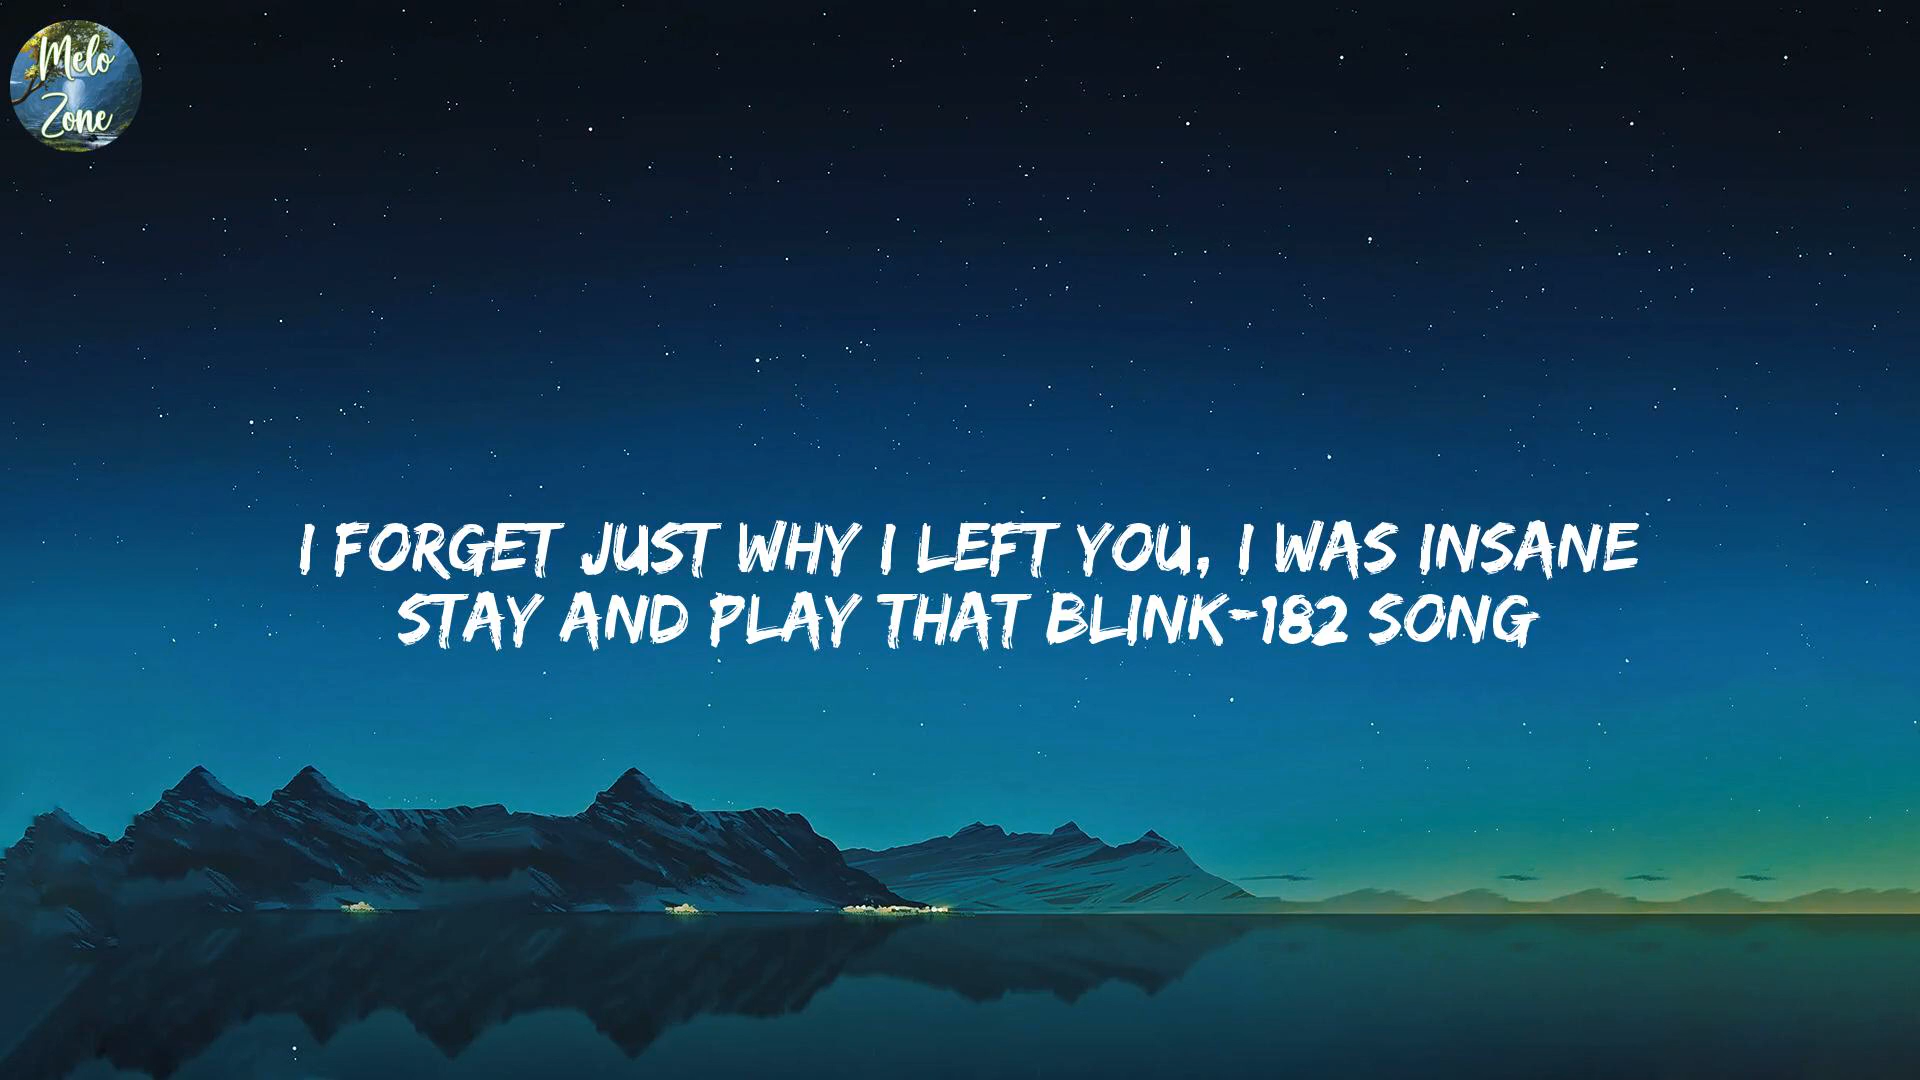 Melo
Zone
I FORGET JUST WHY I LEFT YOU, I WAS INSANE
STAY AND PLAY THAT BLINK-182 SONG